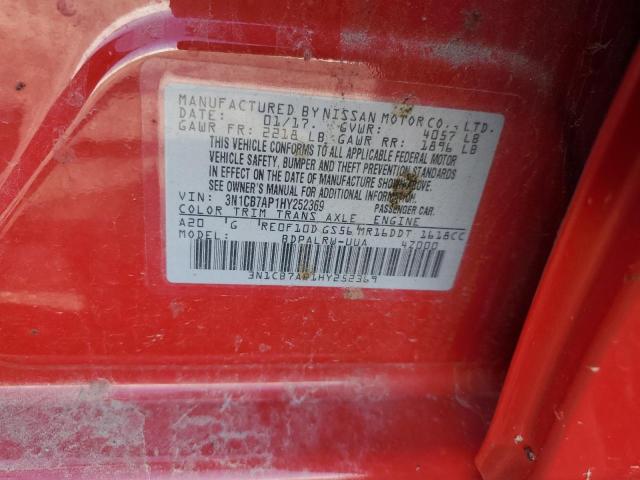 MANUFACTURED BY NISSAN MOTOR CO., LTD.
DATE: 01/17 GVWR: 4057 LB
GAWR FR: 2218 LB GAWR RR: 1896 LB
THIS VEHICLE CONFORMS TO ALL APPLICABLE FEDERAL MOTOR
VEHICLE SAFETY, BUMPER AND THEFT PREVENTION STANDARDS
IN EFFECT ON THE DATE OF MANUFACTURE SHOWN ABOVE.
SEE OWNER'S MANUAL FOR ADDITIONAL INFORMATION.
VIN: 3N1CB7AP1HY252369 PASSENGER CAR
COLOR TRIM TRANS AXLE ENGINE
A20 G RE0F10D GS56 MR16DDT 1618CC
MODEL: BDPALRW-UUA 47000
3N1CB7AP1HY252369